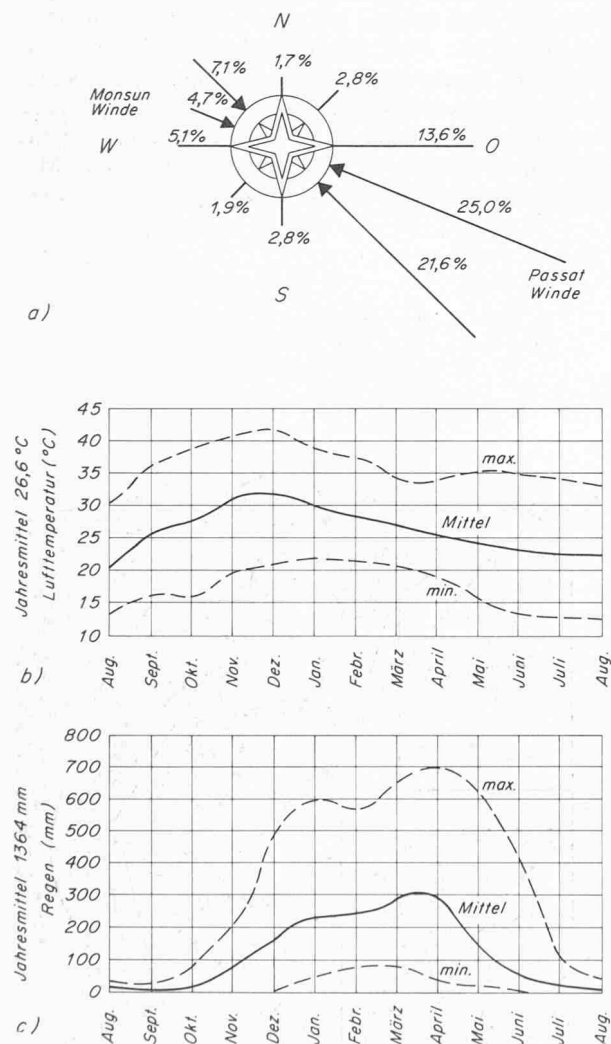 N
7,1%
1,7%
2,8%
Monsun
Winde
4,7%
W
5,1%
13,6%
O
1,9%
2,8%
25,0%
21,6%
Passat
Winde
S
a)
Jahresmittel 26,6 °C
Lufttemperatur (°C)
45
40
35
30
25
20
15
10
max.
Mittel
min.
Aug.
Sept.
Okt.
Nov.
Dez.
Jan.
Febr.
März
April
Mai
Juni
Juli
Aug.
b)
Jahresmittel 1364 mm
Regen (mm)
800
700
600
500
400
300
200
100
0
max.
Mittel
min.
Aug.
Sept.
Okt.
Nov.
Dez.
Jan.
Febr.
März
April
Mai.
Juni
Juli
Aug.
c)